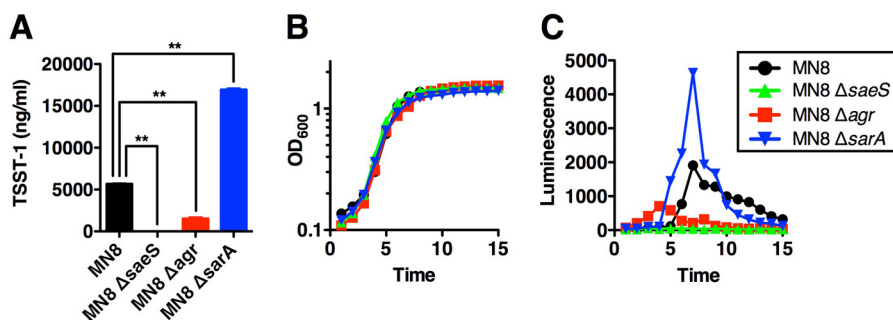 A
TSST-1 (ng/ml)
20000
15000
10000
5000
0
**
**
**
MN8
MN8 ΔsaeS
MN8 Δagr
MN8 ΔsarA
B
OD600
1
0.1
0
5
10
15
Time
C
Luminescence
5000
4000
3000
2000
1000
0
0
5
10
15
Time
MN8
MN8 ΔsaeS
MN8 Δagr
MN8 ΔsarA